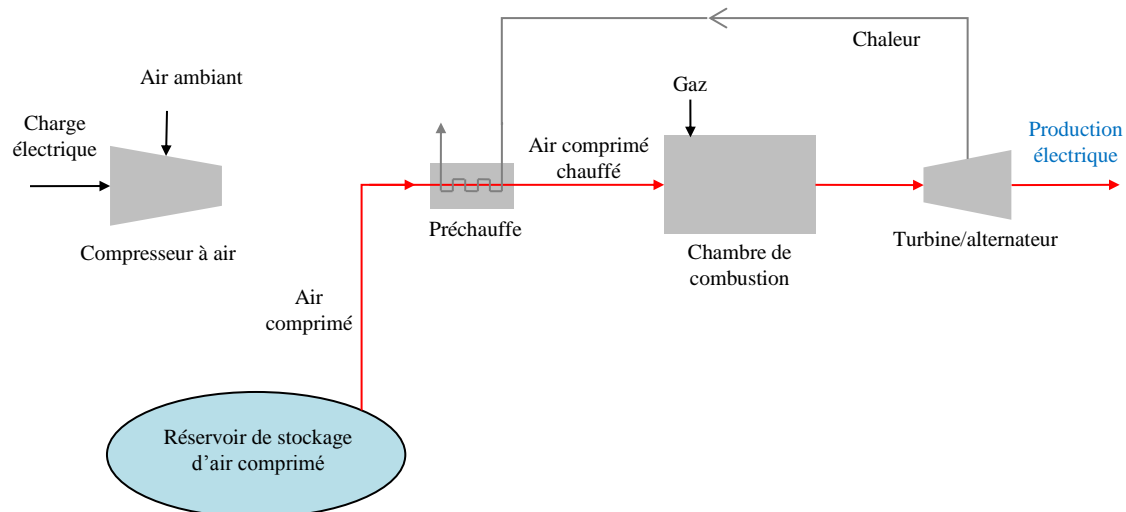 Chaleur
Air ambiant
Gaz
Charge
électrique
Air comprimé
chauffé
Production
électrique
Préchauffe
Compresseur à air
Chambre de
combustion
Turbine/alternateur
Air
comprimé
Réservoir de stockage
d’air comprimé